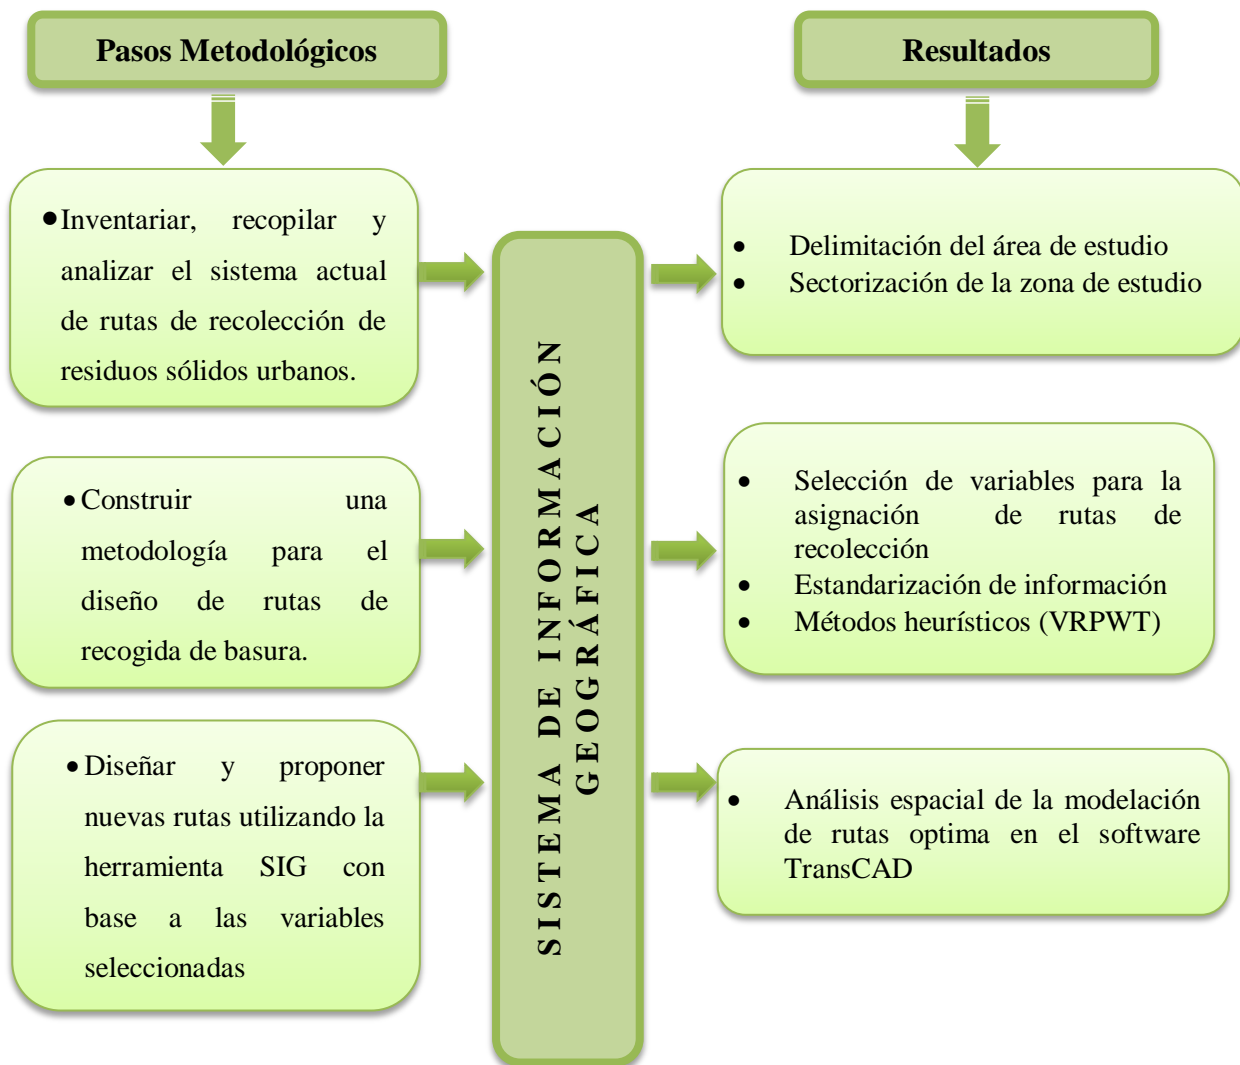 Pasos Metodológicos
• Inventariar, recopilar y
analizar el sistema actual
de rutas de recolección de
residuos sólidos urbanos.
• Construir una
metodología para el
diseño de rutas de
recogida de basura.
• Diseñar y proponer
nuevas rutas utilizando la
herramienta SIG con
base a las variables
seleccionadas
SISTEMA DE INFORMACIÓN
GEOGRÁFICA
Resultados
• Delimitación del área de estudio
• Sectorización de la zona de estudio
• Selección de variables para la
asignación de rutas de
recolección
• Estandarización de información
• Métodos heurísticos (VRPWT)
• Análisis espacial de la modelación
de rutas optima en el software
TransCAD